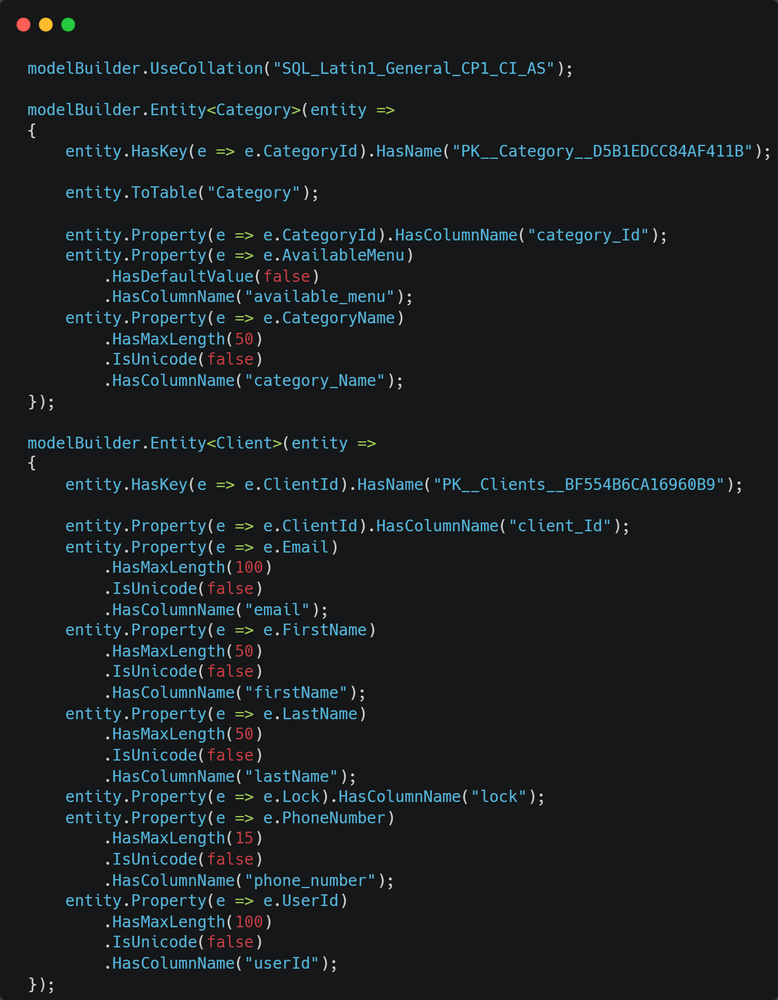 modelBuilder.UseCollation("SQL_Latin1_General_CP1_CI_AS");

modelBuilder.Entity<Category>(entity =>
{
    entity.HasKey(e => e.CategoryId).HasName("PK__Category__D5B1EDCC84AF411B");

    entity.ToTable("Category");

    entity.Property(e => e.CategoryId).HasColumnName("category_Id");
    entity.Property(e => e.AvailableMenu)
        .HasDefaultValue(false)
        .HasColumnName("available_menu");
    entity.Property(e => e.CategoryName)
        .HasMaxLength(50)
        .IsUnicode(false)
        .HasColumnName("category_Name");
});

modelBuilder.Entity<Client>(entity =>
{
    entity.HasKey(e => e.ClientId).HasName("PK__Clients__BF554B6CA16960B9");

    entity.Property(e => e.ClientId).HasColumnName("client_Id");
    entity.Property(e => e.Email)
        .HasMaxLength(100)
        .IsUnicode(false)
        .HasColumnName("email");
    entity.Property(e => e.FirstName)
        .HasMaxLength(50)
        .IsUnicode(false)
        .HasColumnName("firstName");
    entity.Property(e => e.LastName)
        .HasMaxLength(50)
        .IsUnicode(false)
        .HasColumnName("lastName");
    entity.Property(e => e.Lock).HasColumnName("lock");
    entity.Property(e => e.PhoneNumber)
        .HasMaxLength(15)
        .IsUnicode(false)
        .HasColumnName("phone_number");
    entity.Property(e => e.UserId)
        .HasMaxLength(100)
        .IsUnicode(false)
        .HasColumnName("userId");
});